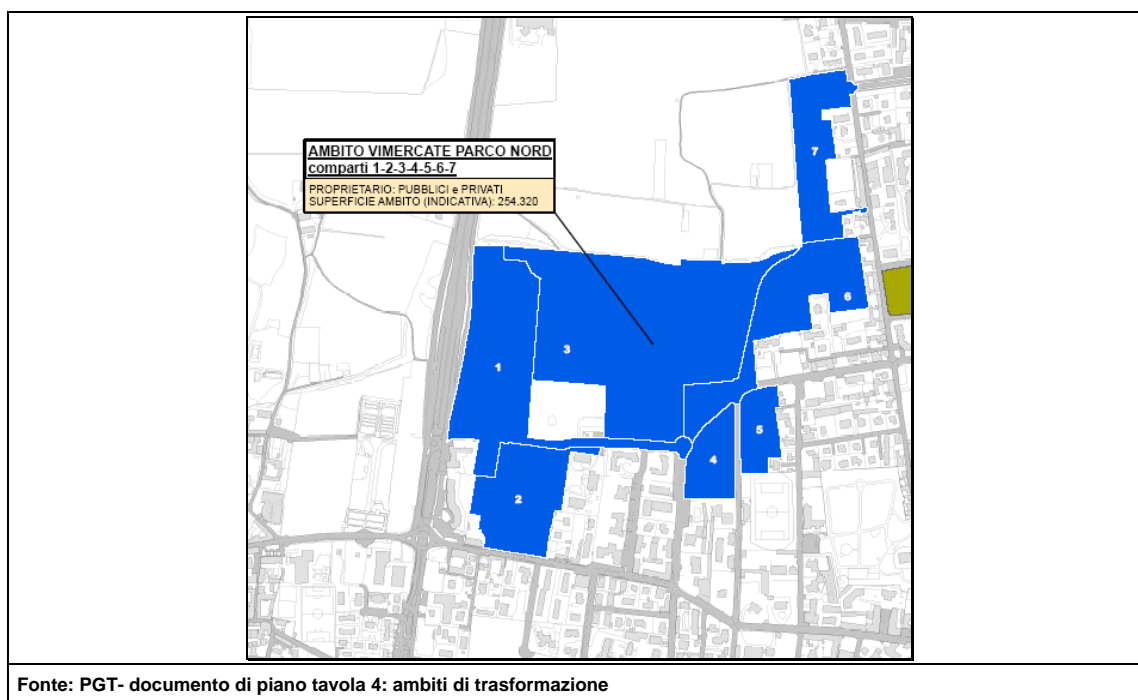 AMBITO VIMERCATE PARCO NORD
comparti 1-2-3-4-5-6-7
PROPRIETARIO: PUBBLICI e PRIVATI
SUPERFICIE AMBITO (INDICATIVA): 254.320
7
6
3
1
5
4
2
Fonte: PGT- documento di piano tavola 4: ambiti di trasformazione